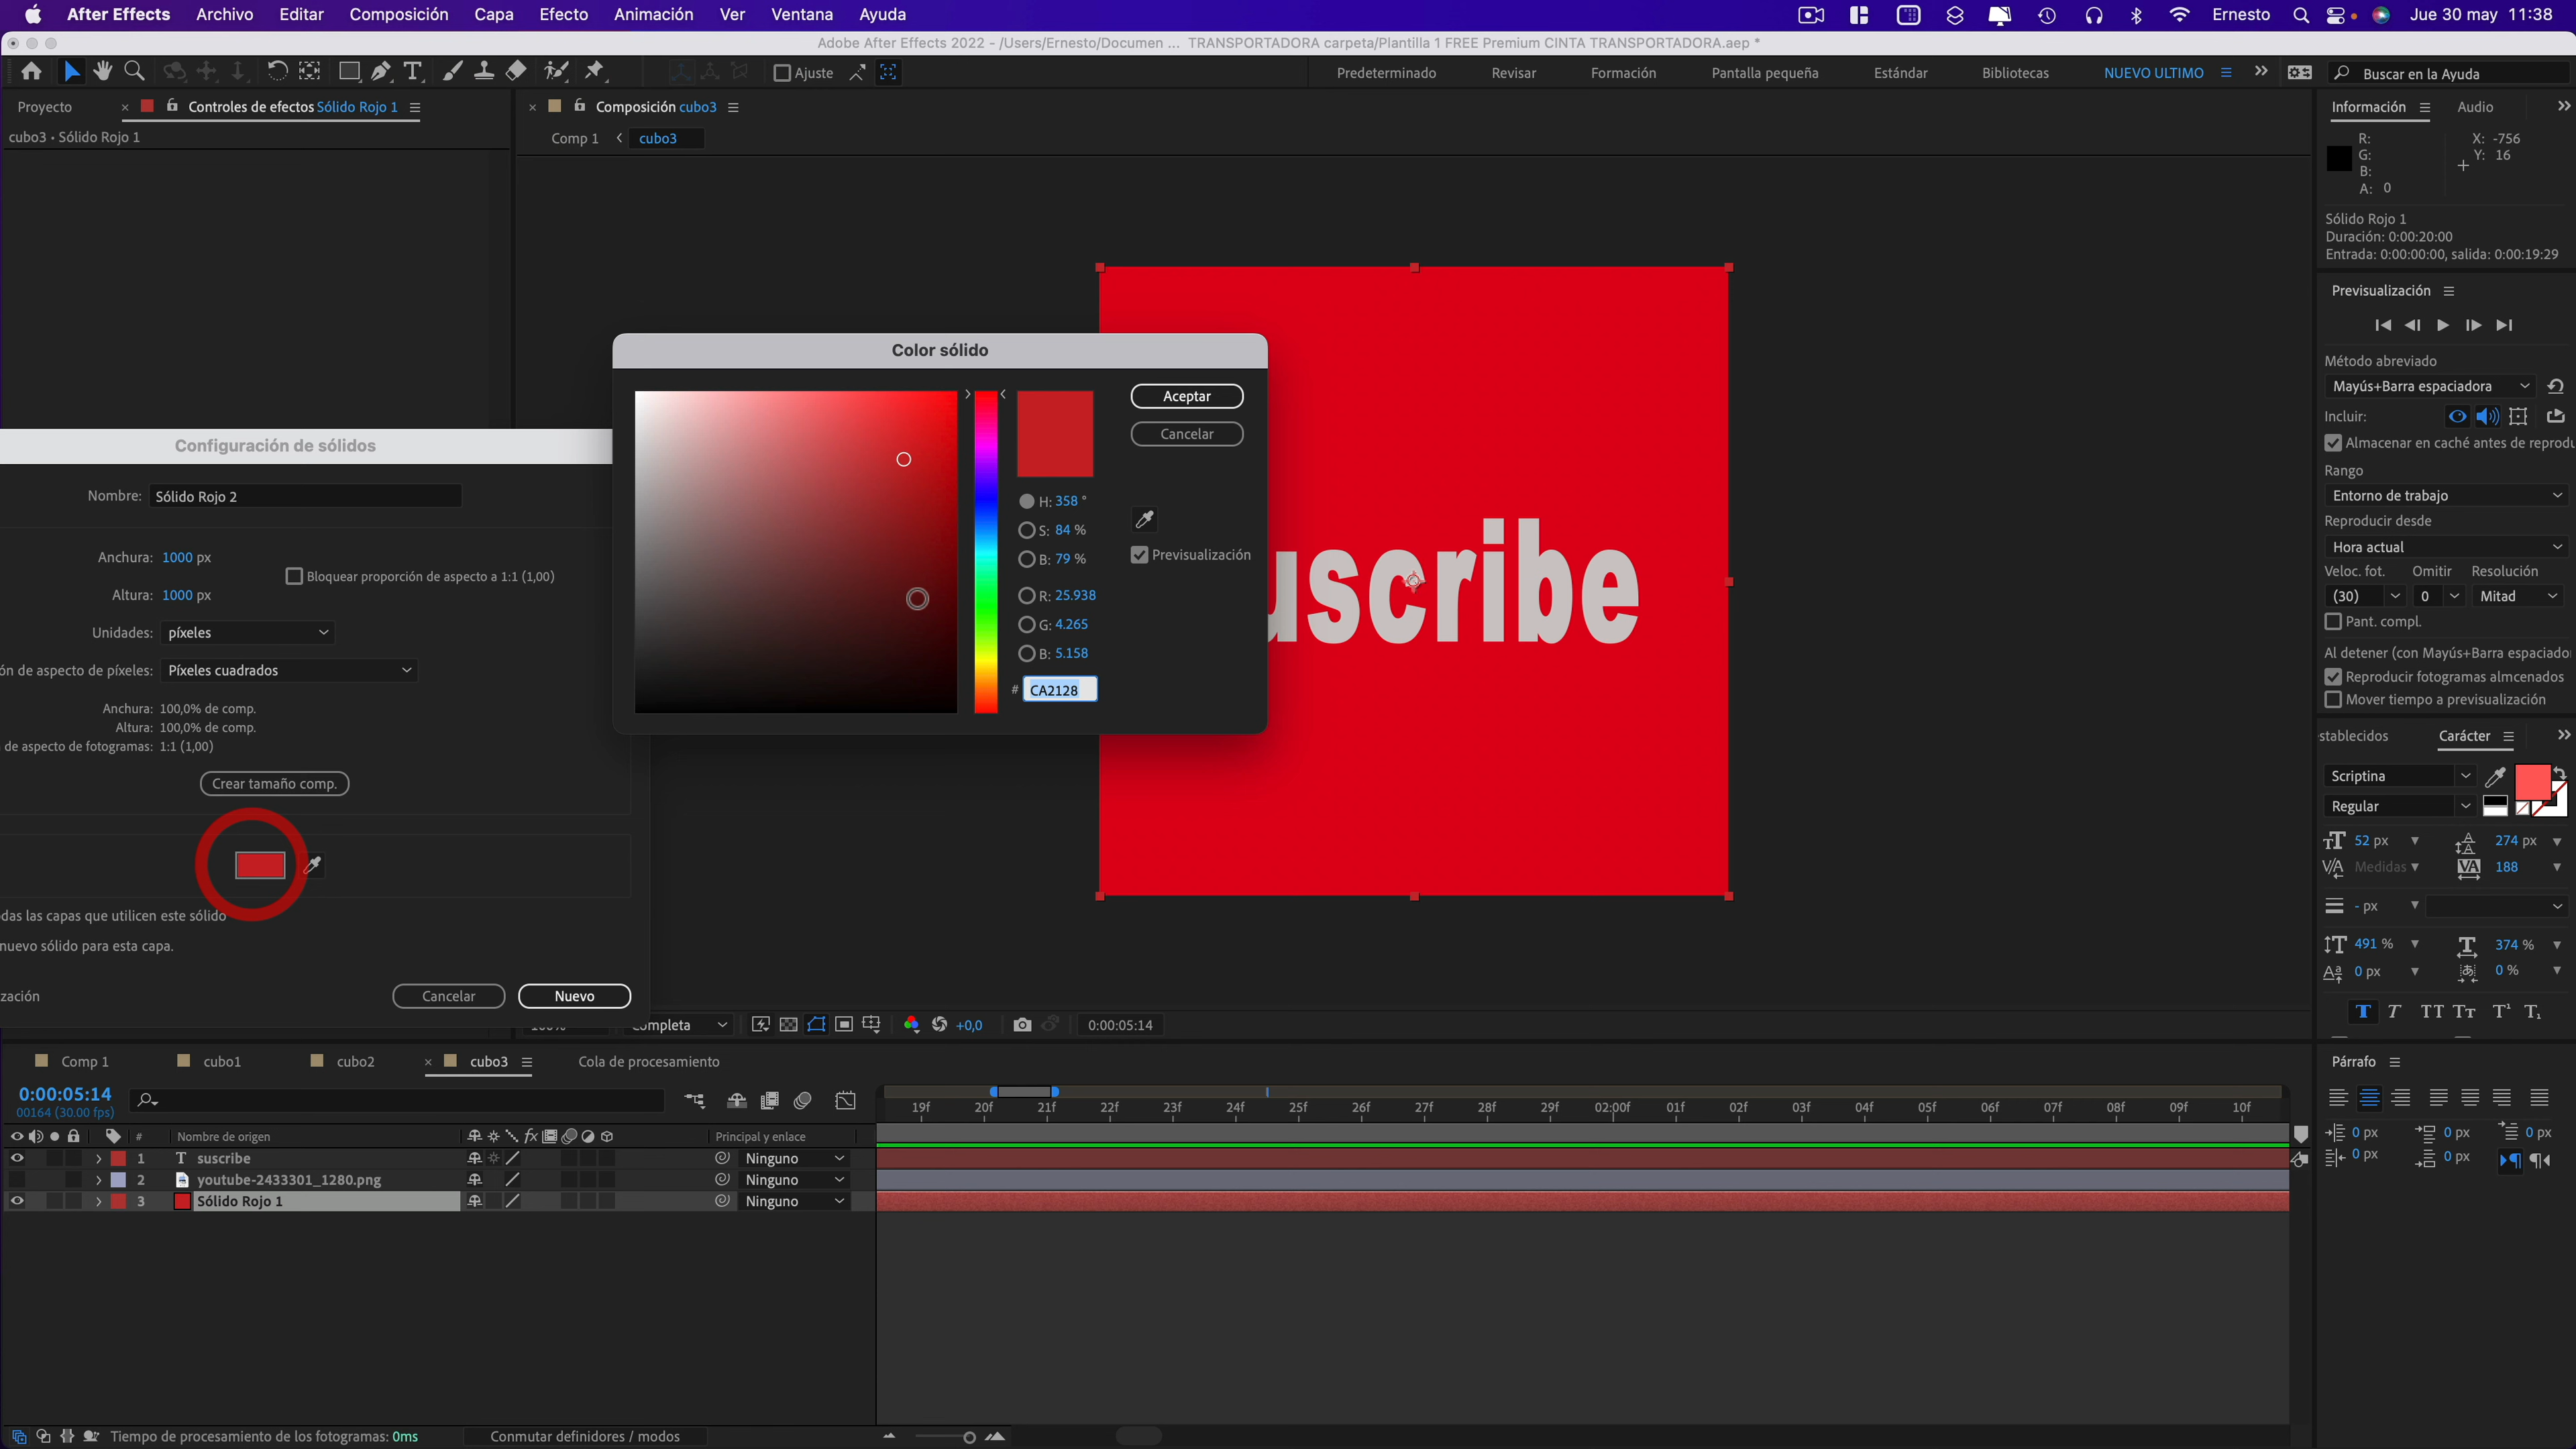 After Effects Archivo Editar Composición Capa Efecto Animación Ver Ventana Ayuda Ernesto Jue 30 may 11:38
Adobe After Effects 2022 - /Users/Ernesto/Documen ... TRANSPORTADORA carpeta/Plantilla 1 FREE Premium CINTA TRANSPORTADORA.aep *
Ajuste Predeterminado Revisar Formación Pantalla pequeña Estándar Bibliotecas NUEVO ULTIMO Buscar en la Ayuda
Proyecto Controles de efectos Sólido Rojo 1 Composición cubo3 Información Audio
cubo3 • Sólido Rojo 1 Comp 1 cubo3
R:
G:
B:
A: 0
X: -756
Y: 16
Sólido Rojo 1
Duración: 0:00:20:00
Entrada: 0:00:00:00, salida: 0:00:19:29
Previsualización
Método abreviado
Mayús+Barra espaciadora
Incluir:
Almacenar en caché antes de reprodu
Rango
Entorno de trabajo
Reproducir desde
Hora actual
Veloc. fot. Omitir Resolución
(30) 0 Mitad
Pant. compl.
Al detener (con Mayús+Barra espaciado
Reproducir fotogramas almcenados
Mover tiempo a previsualización
Color sólido
Aceptar
Cancelar
H: 358 °
S: 84 %
B: 79 %
Previsualización
R: 25.938
G: 4.265
B: 5.158
# CA2128
uscribe
Configuración de sólidos
Nombre: Sólido Rojo 2
Anchura: 1000 px
Bloquear proporción de aspecto a 1:1 (1,00)
Altura: 1000 px
Unidades: píxeles
ón de aspecto de píxeles: Píxeles cuadrados
Anchura: 100,0% de comp.
Altura: 100,0% de comp.
de aspecto de fotogramas: 1:1 (1,00)
Crear tamaño comp.
das las capas que utilicen este sólido
nuevo sólido para esta capa.
zación Cancelar Nuevo
ompleta +0,0 0:00:05:14
stablecidos Carácter
Scriptina
Regular
52 px 274 px
Medidas 188
- px
491 % 374 %
0 px 0 %
Párrafo
0 px 0 px 0 px
0 px 0 px
Comp 1 cubo1 cubo2 cubo3 Cola de procesamiento
0:00:05:14
00164 (30.00 fps)
19f 20f 21f 22f 23f 24f 25f 26f 27f 28f 29f 02:00f 01f 02f 03f 04f 05f 06f 07f 08f 09f 10f
# Nombre de origen Principal y enlace
1 suscribe Ninguno
2 youtube-2433301_1280.png Ninguno
3 Sólido Rojo 1 Ninguno
Tiempo de procesamiento de los fotogramas: 0ms Conmutar definidores / modos